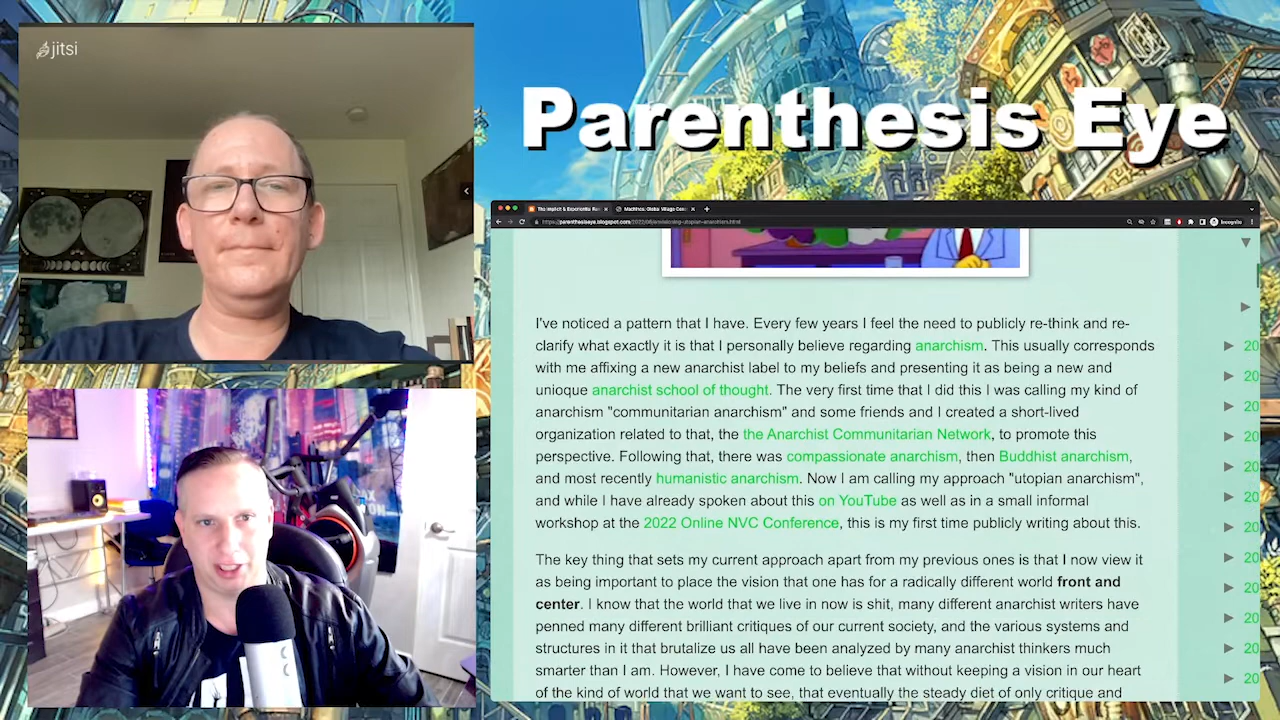 jitsi
Parenthesis Eye
I've noticed a pattern that I have. Every few years I feel the need to publicly re-think and re-
clarify what exactly it is that I personally believe regarding anarchism. This usually corresponds
with me affixing a new anarchist label to my beliefs and presenting it as being a new and
unioque anarchist school of thought. The very first time that I did this I was calling my kind of
anarchism "communitarian anarchism" and some friends and I created a short-lived
organization related to that, the the Anarchist Communitarian Network, to promote this
perspective. Following that, there was compassionate anarchism, then Buddhist anarchism,
and most recently humanistic anarchism. Now I am calling my approach "utopian anarchism",
and while I have already spoken about this on YouTube as well as in a small informal
workshop at the 2022 Online NVC Conference, this is my first time publicly writing about this.
The key thing that sets my current approach apart from my previous ones is that I now view it
as being important to place the vision that one has for a radically different world front and
center. I know that the world that we live in now is shit, many different anarchist writers have
penned many different brilliant critiques of our current society, and the various systems and
structures in it that brutalize us all have been analyzed by many anarchist thinkers much
smarter than I am. However, I have come to believe that without keeping a vision in our heart
of the kind of world that we want to see, that eventually the steady diet of only critique and
20
20
20
20
20
20
20
20
20
20
20
20